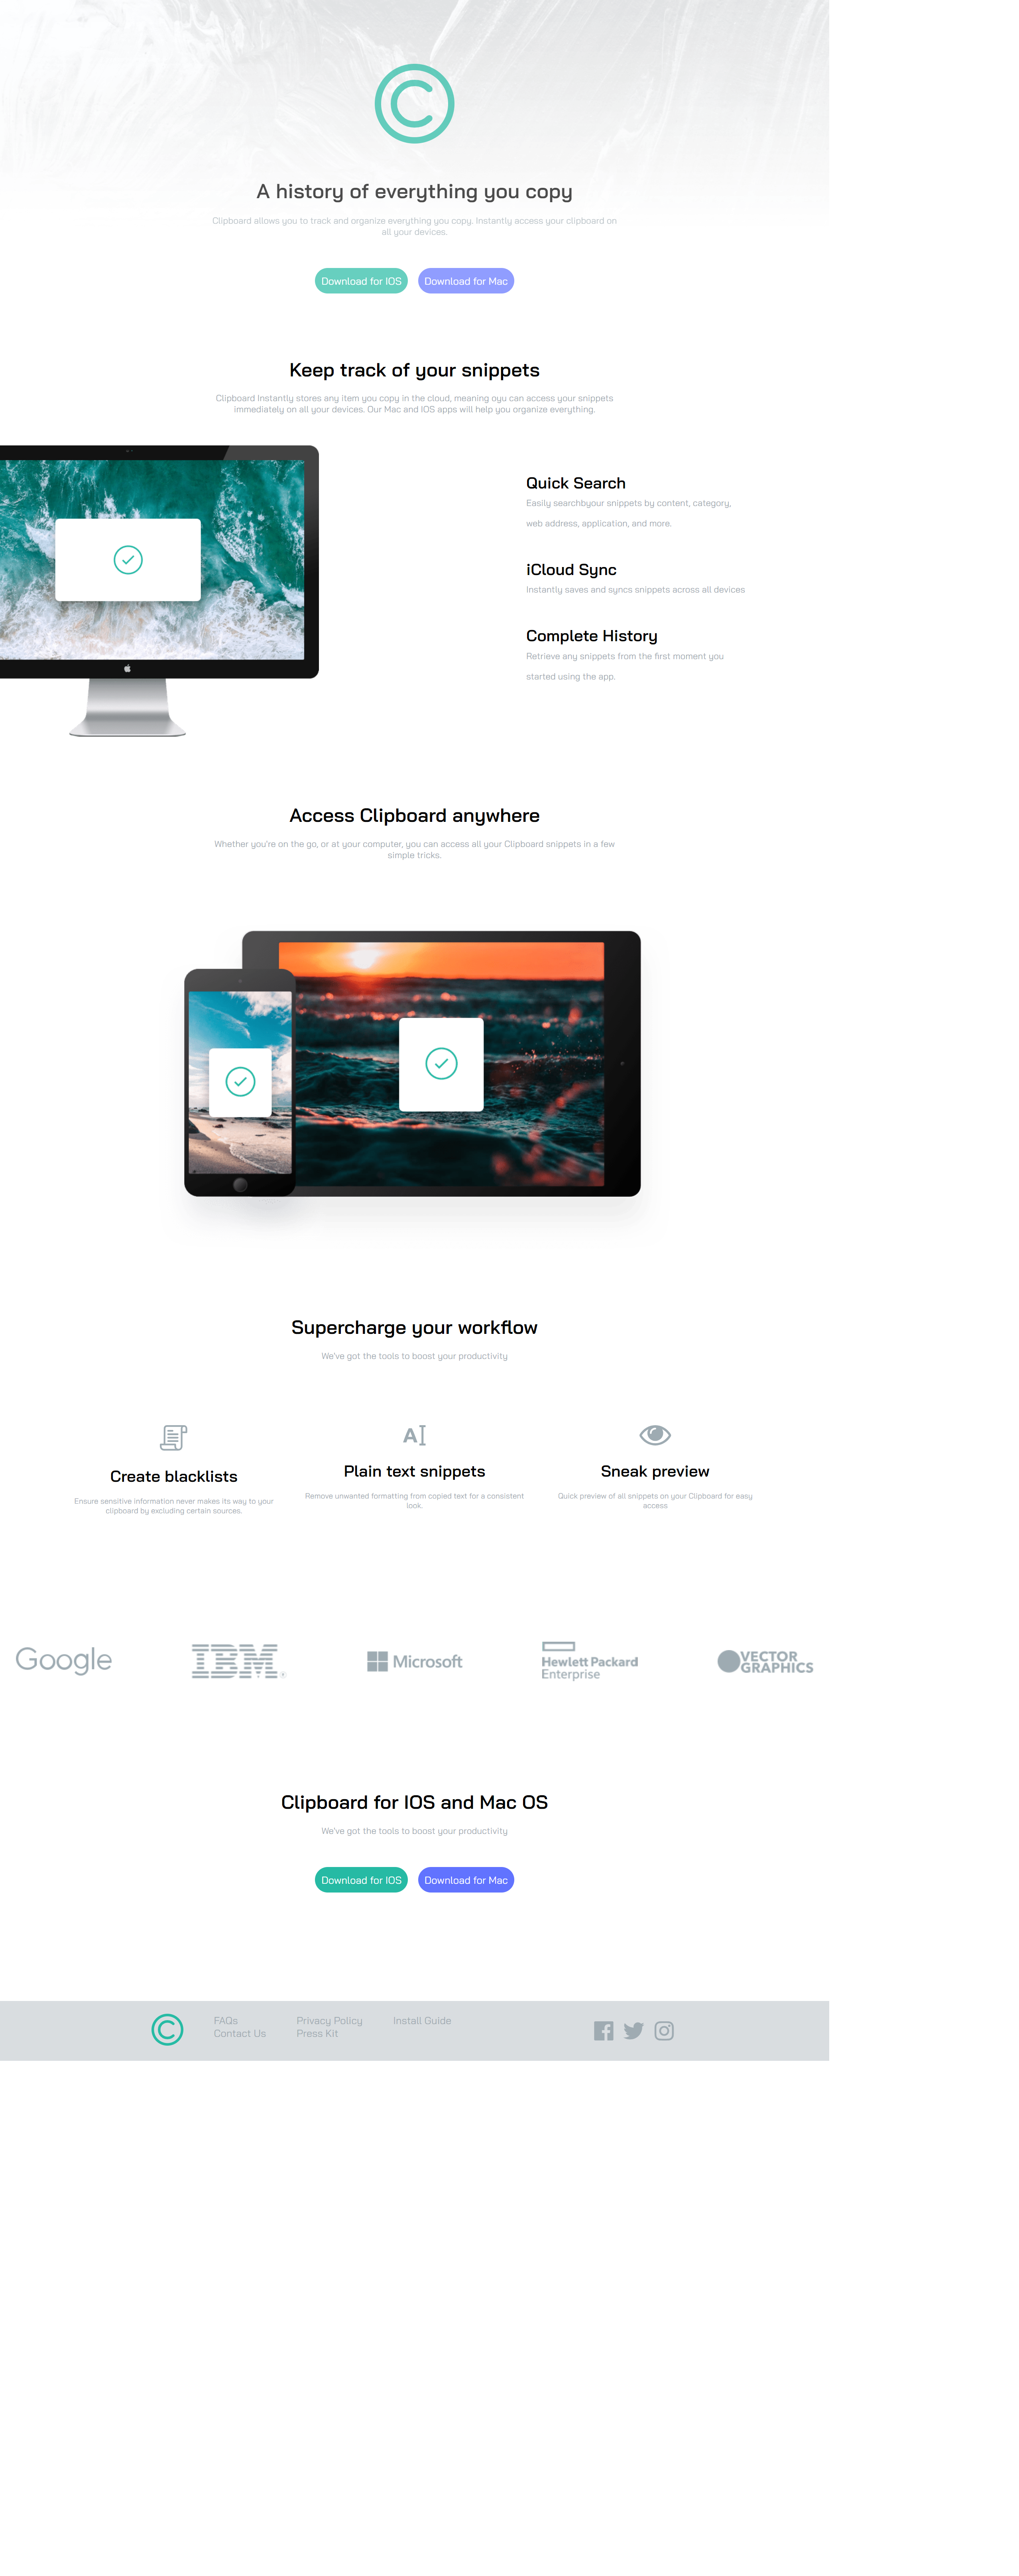 A history of everything you copy
Clipboard allows you to track and organize everything you copy. Instantly access your clipboard on
all your devices.
Download for IOS
Download for Mac
Keep track of your snippets
Clipboard Instantly stores any item you copy in the cloud, meaning oyu can access your snippets
immediately on all your devices. Our Mac and IOS apps will help you organize everything.
Quick Search
Easily searchbyour snippets by content, category,
web address, application, and more.
iCloud Sync
Instantly saves and syncs snippets across all devices
Complete History
Retrieve any snippets from the first moment you
started using the app.
Access Clipboard anywhere
Whether you're on the go, or at your computer, you can access all your Clipboard snippets in a few
simple tricks.
Supercharge your workflow
We've got the tools to boost your productivity
Create blacklists
Ensure sensitive information never makes its way to your
clipboard by excluding certain sources.
AI
Plain text snippets
Remove unwanted formatting from copied text for a consistent
look.
Sneak preview
Quick preview of all snippets on your Clipboard for easy
access
Google
IBM®
Microsoft
Hewlett Packard
Enterprise
VECTOR
GRAPHICS
Clipboard for IOS and Mac OS
We've got the tools to boost your productivity
Download for IOS
Download for Mac
FAQs
Contact Us
Privacy Policy
Press Kit
Install Guide